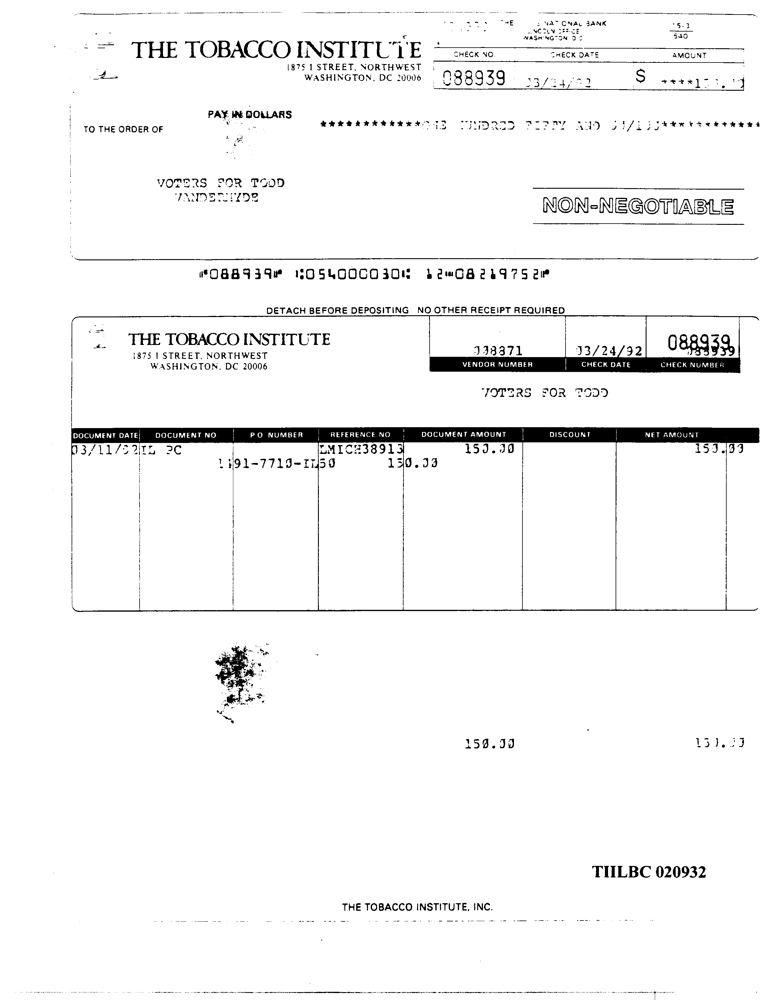 THE NATIONAL BANK
LINCOLN OFFICE
WASHINGTON D C
15-3
540
THE TOBACCO INSTITUTE
1875 I STREET, NORTHWEST
WASHINGTON, DC 20006
CHECK NO. CHECK DATE AMOUNT
088939 03/24/92 $ ****150.00
PAY IN DOLLARS
TO THE ORDER OF
*************ONE HUNDRED FIFTY AND 00/100*************
VOTERS FOR TODD
VANDERHYDE
NON-NEGOTIABLE
⑈088939⑈ ⑆054000030⑆ 12⑉08219752⑈
DETACH BEFORE DEPOSITING NO OTHER RECEIPT REQUIRED
THE TOBACCO INSTITUTE
1875 I STREET, NORTHWEST
WASHINGTON, DC 20006
038871 03/24/92 088939
088939
VENDOR NUMBER CHECK DATE CHECK NUMBER
VOTERS FOR TODD
DOCUMENT DATE DOCUMENT NO P O NUMBER REFERENCE NO DOCUMENT AMOUNT DISCOUNT NET AMOUNT
03/11/92 IL PC LMICH38913 150.00 150.00
1191-7710-IL50 150.00
150.00 150.00
TIILBC 020932
THE TOBACCO INSTITUTE, INC.